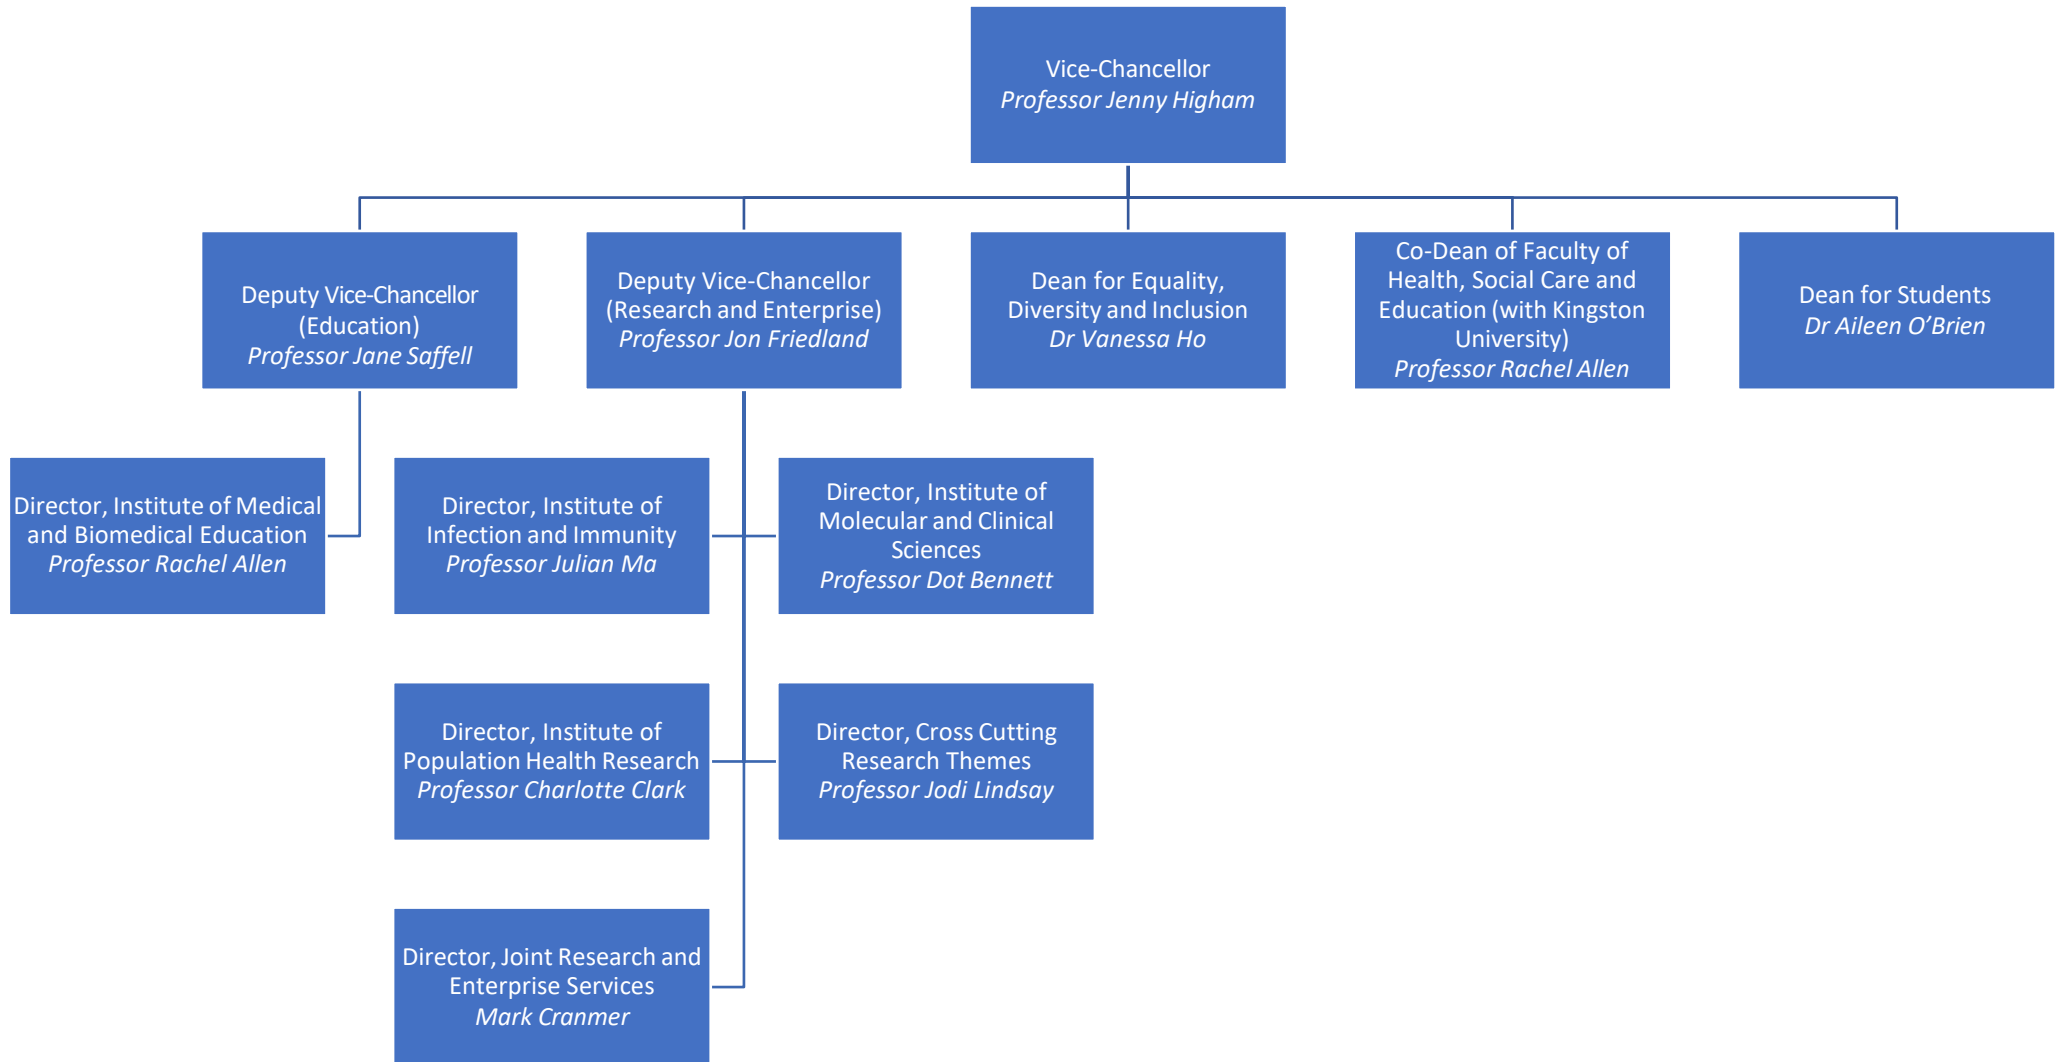 Vice-Chancellor
Professor Jenny Higham
Deputy Vice-Chancellor
(Education)
Professor Jane Saffell
Deputy Vice-Chancellor
(Research and Enterprise)
Professor Jon Friedland
Dean for Equality,
Diversity and Inclusion
Dr Vanessa Ho
Co-Dean of Faculty of
Health, Social Care and
Education (with Kingston
University)
Professor Rachel Allen
Dean for Students
Dr Aileen O’Brien
Director, Institute of Medical
and Biomedical Education
Professor Rachel Allen
Director, Institute of
Infection and Immunity
Professor Julian Ma
Director, Institute of
Molecular and Clinical
Sciences
Professor Dot Bennett
Director, Institute of
Population Health Research
Professor Charlotte Clark
Director, Cross Cutting
Research Themes
Professor Jodi Lindsay
Director, Joint Research and
Enterprise Services
Mark Cranmer